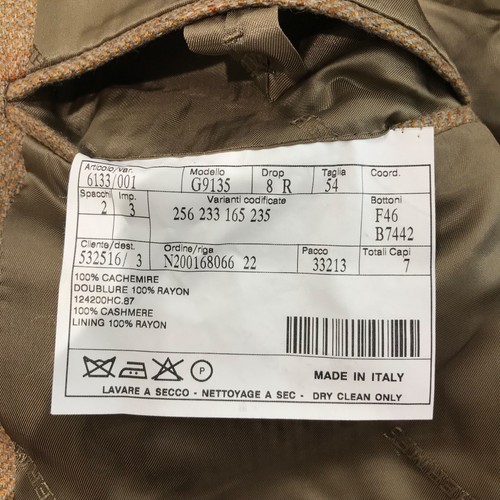 Articolo/var. Modello Drop Taglia Coord.
6133/001 G9135 8 R 54
Spacchi Imp. Varianti codificate Bottoni
2 3 256 233 165 235 F46
B7442
Cliente/dest. Ordine/riga Pacco Totali Capi
532516/ 3 N200168066 22 33213 7
100% CACHEMIRE
DOUBLURE 100% RAYON
124200HC.87
100% CASHMERE
LINING 100% RAYON
P
MADE IN ITALY
LAVARE A SECCO - NETTOYAGE A SEC - DRY CLEAN ONLY